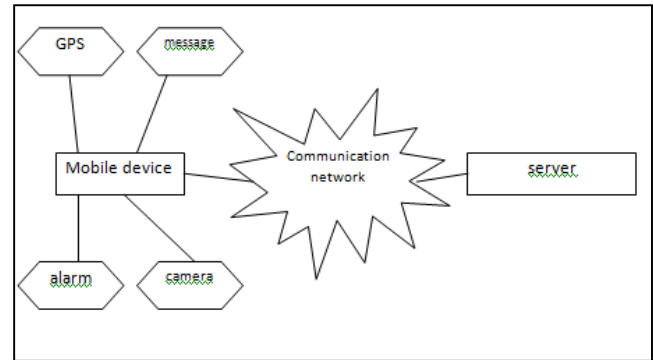 GPS
message
Mobile device
Communication
network
server
alarm
camera